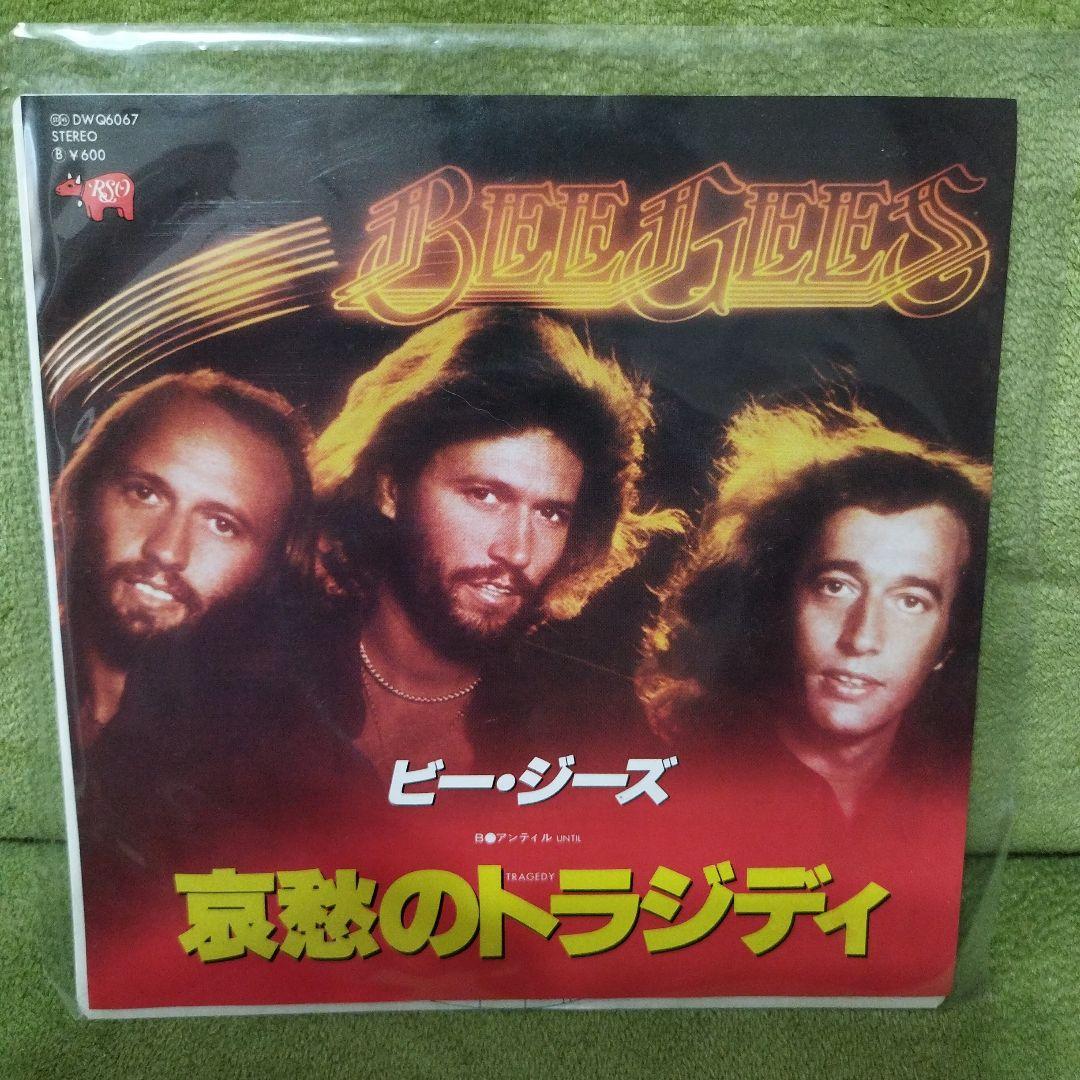 DWQ6067
STEREO
Ⓑ ¥600
RSO
BEE GEES
ビー・ジーズ
B●アンティル UNTIL
TRAGEDY
哀愁のトラジディ